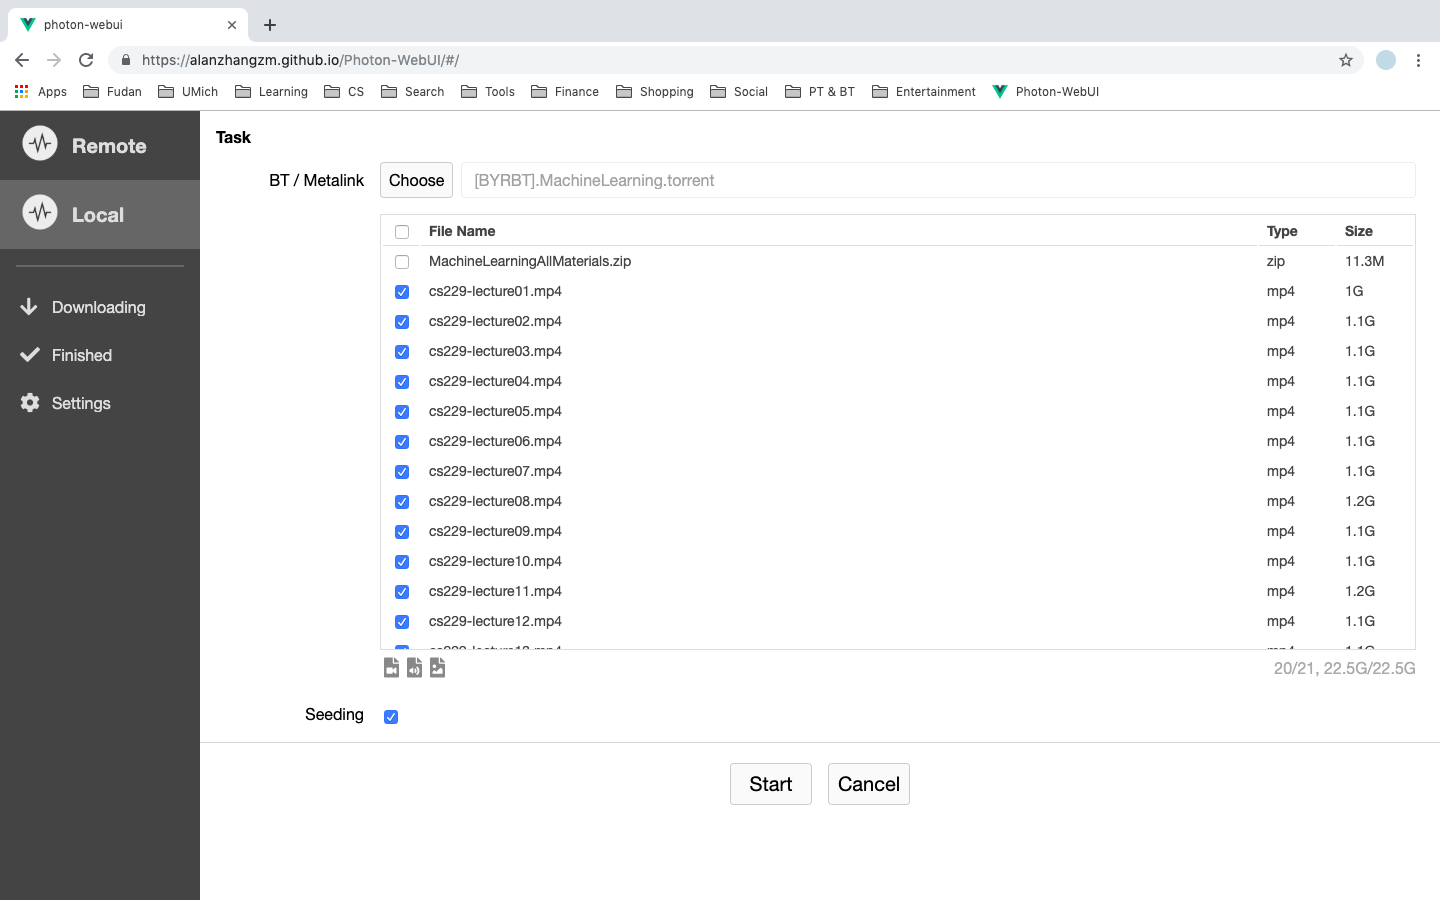 photon-webui
https://alanzhangzm.github.io/Photon-WebUI/#/
Apps Fudan UMich Learning CS Search Tools Finance Shopping Social PT & BT Entertainment Photon-WebUI
Remote
Local
Downloading
Finished
Settings
Task
BT / Metalink Choose [BYRBT].MachineLearning.torrent
File Name Type Size
MachineLearningAllMaterials.zip zip 11.3M
cs229-lecture01.mp4 mp4 1G
cs229-lecture02.mp4 mp4 1.1G
cs229-lecture03.mp4 mp4 1.1G
cs229-lecture04.mp4 mp4 1.1G
cs229-lecture05.mp4 mp4 1.1G
cs229-lecture06.mp4 mp4 1.1G
cs229-lecture07.mp4 mp4 1.1G
cs229-lecture08.mp4 mp4 1.2G
cs229-lecture09.mp4 mp4 1.1G
cs229-lecture10.mp4 mp4 1.1G
cs229-lecture11.mp4 mp4 1.2G
cs229-lecture12.mp4 mp4 1.1G
20/21, 22.5G/22.5G
Seeding
Start Cancel